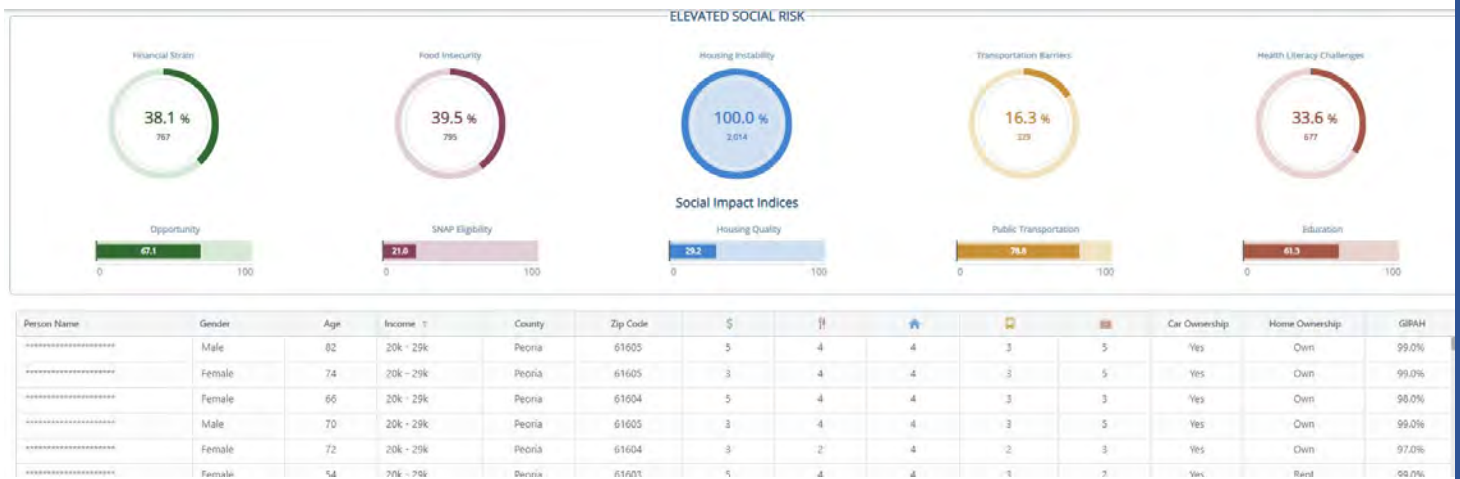 ELEVATED SOCIAL RISK
Financial Strain Food Insecurity Housing Instability Transportation Barriers Health Literacy Challenges
38.1 % 39.5 % 100.0 % 16.3 % 33.6 %
767 795 2,014 329 677
Social Impact Indices
Opportunity SNAP Eligibility Housing Quality Public Transportation Education
67.1 21.0 29.2 78.8 61.3
0 100 0 100 0 100 0 100 0 100
Person Name Gender Age Income County Zip Code $ Car Ownership Home Ownership GIPAH
********************* Male 82 20k - 29k Peoria 61605 5 4 4 3 5 Yes Own 99.0%
********************* Female 74 20k - 29k Peoria 61605 3 4 4 3 5 Yes Own 99.0%
********************* Female 66 20k - 29k Peoria 61604 5 4 4 3 3 Yes Own 98.0%
********************* Male 70 20k - 29k Peoria 61605 3 4 4 3 5 Yes Own 99.0%
********************* Female 72 20k - 29k Peoria 61604 3 2 4 2 3 Yes Own 97.0%
********************* Female 54 20k - 29k Peoria 61603 5 4 4 3 2 Yes Rent 99.0%